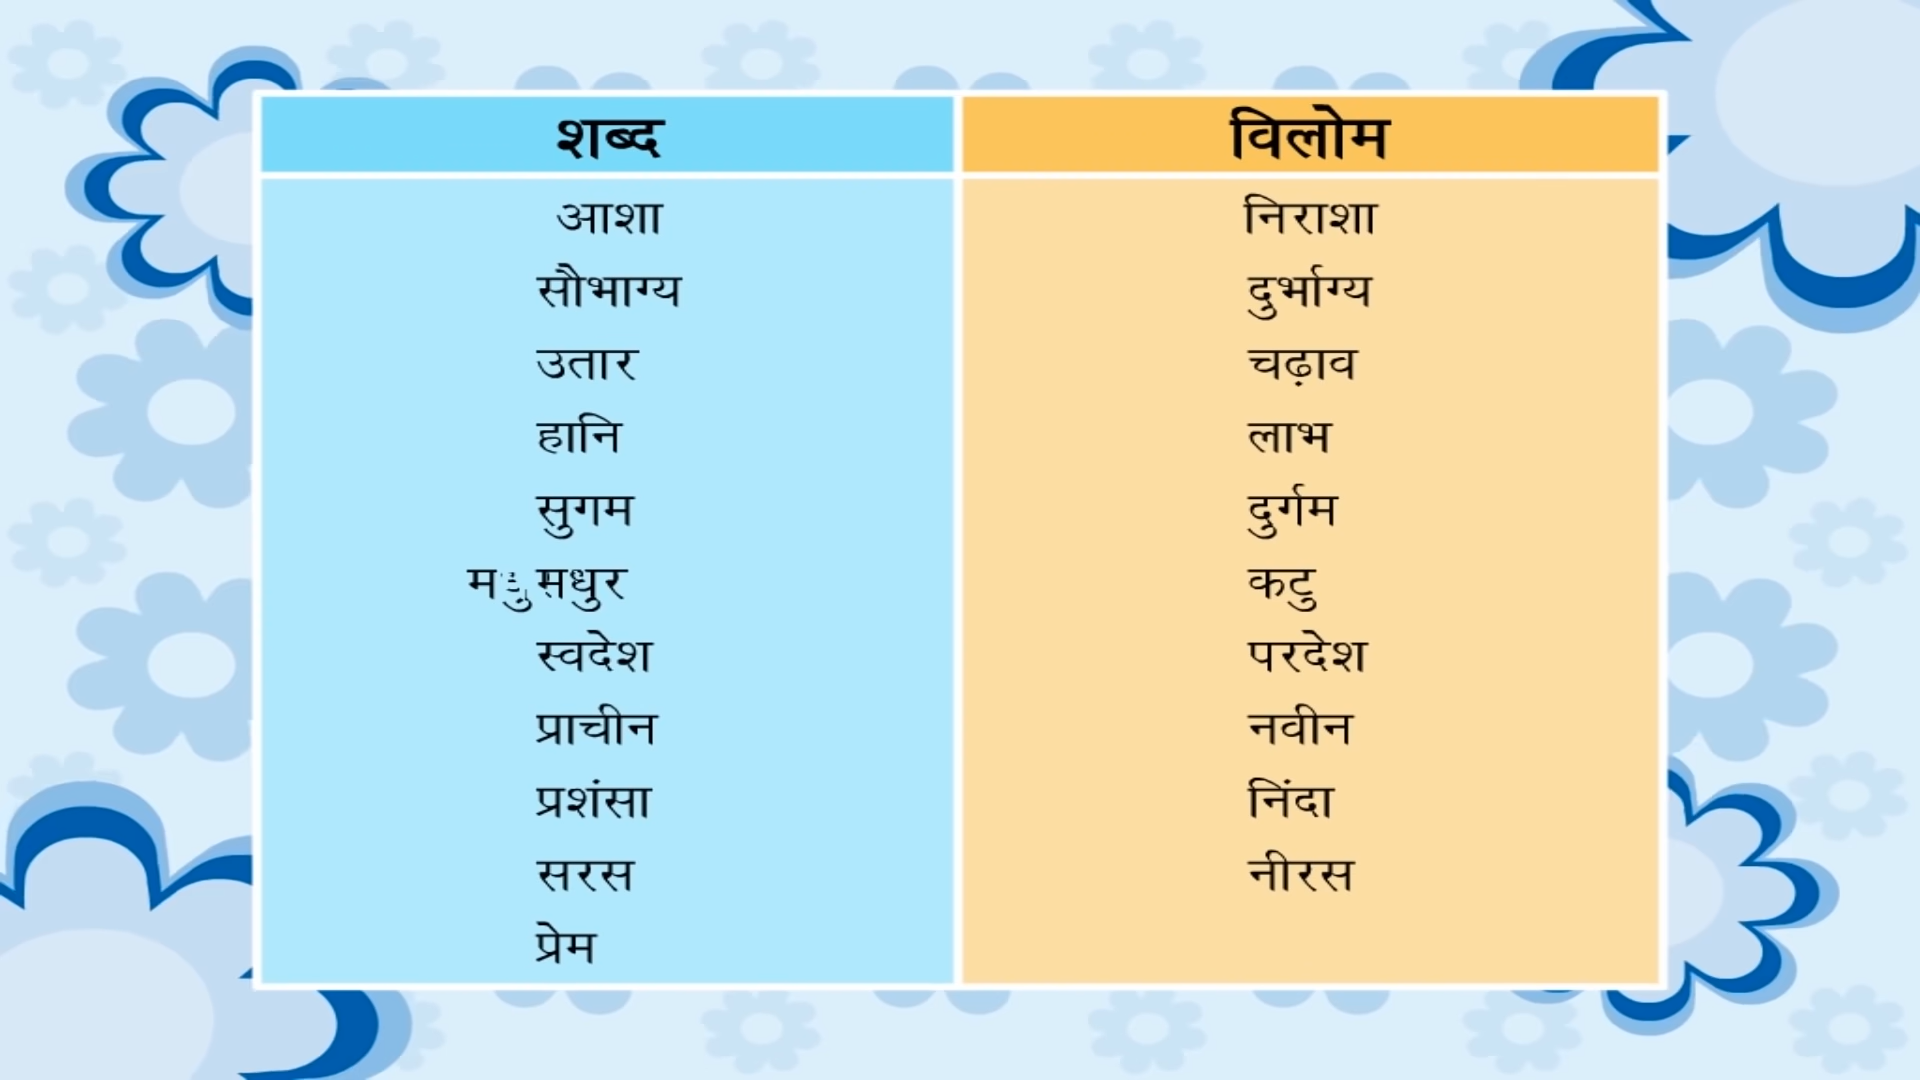 शब्द विलोम
आशा निराशा
सौभाग्य दुर्भाग्य
उतार चढ़ाव
हानि लाभ
सुगम दुर्गम
मधुर कटु
स्वदेश परदेश
प्राचीन नवीन
प्रशंसा निंदा
सरस नीरस
प्रेम